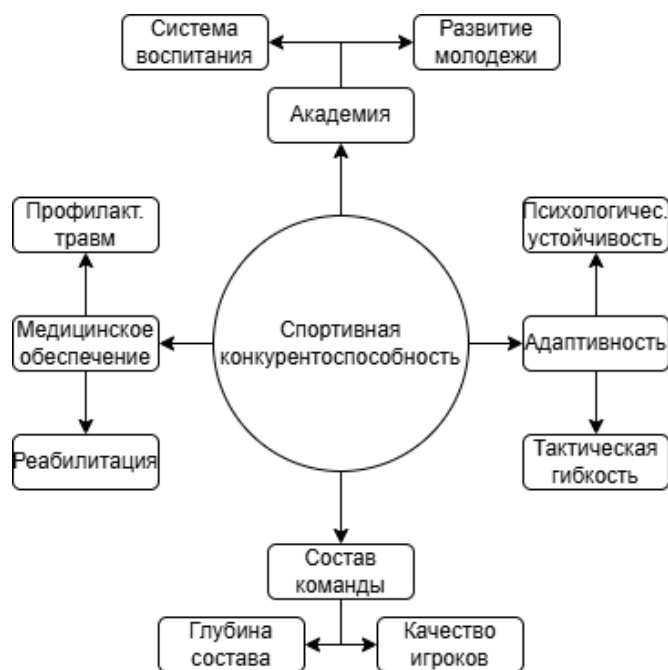 Система
воспитания
Развитие
молодежи
Академия
Профилакт.
травм
Психологичес.
устойчивость
Медицинское
обеспечение
Спортивная
конкурентоспособность
Адаптивность
Реабилитация
Тактическая
гибкость
Состав
команды
Глубина
состава
Качество
игроков